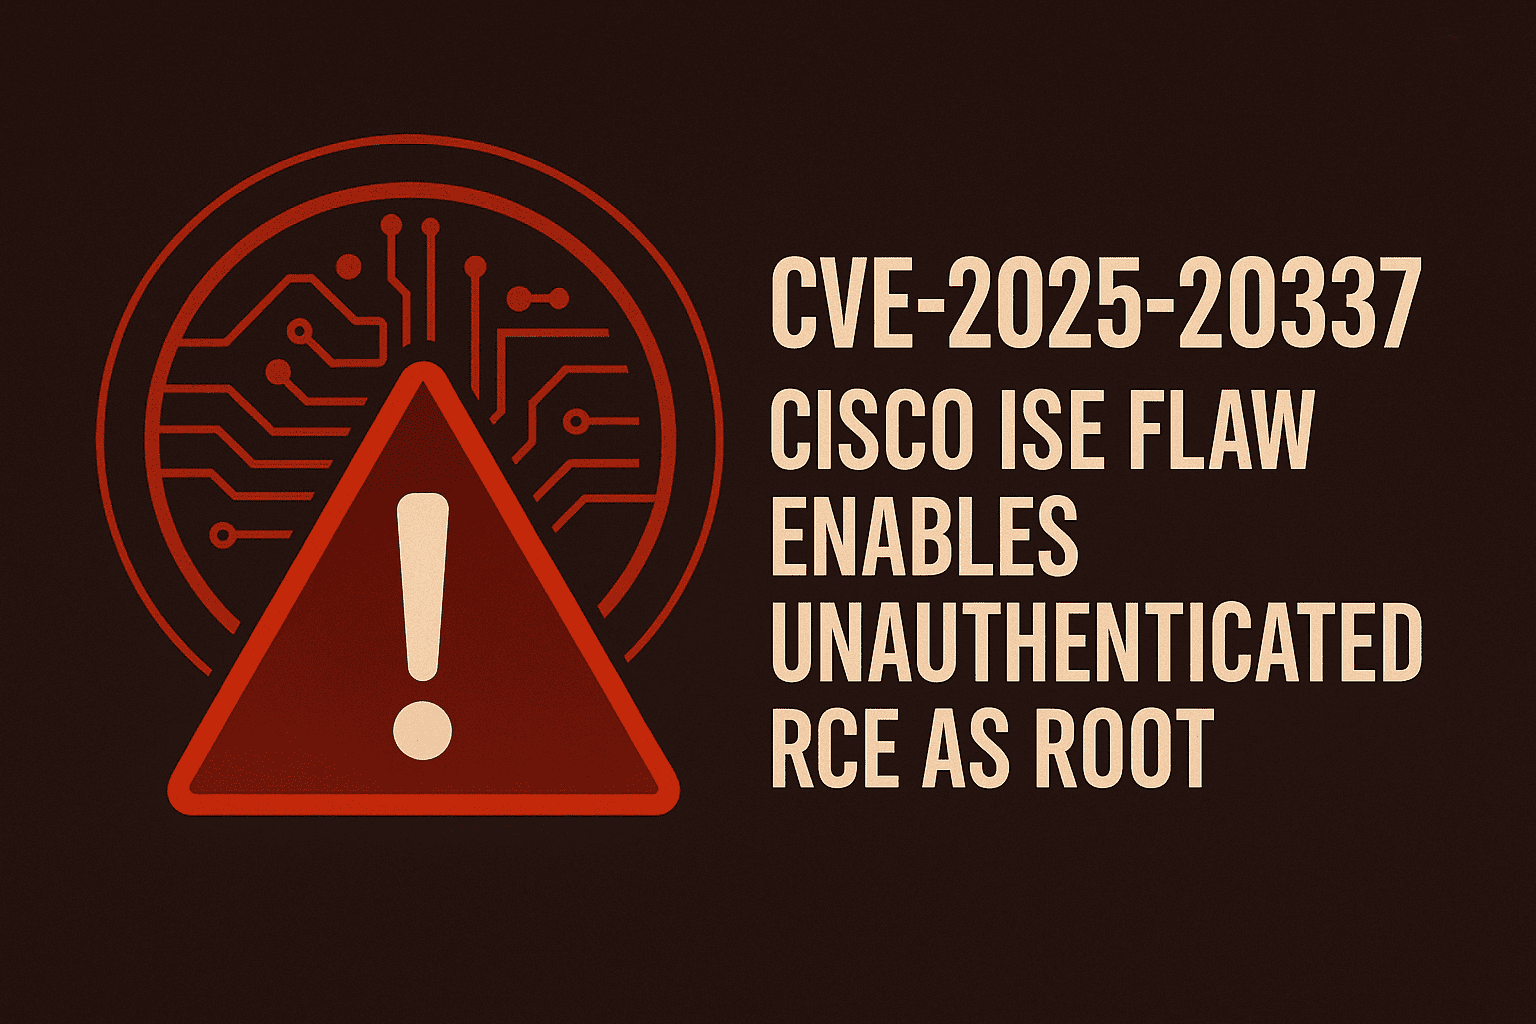 CVE-2025-20337
CISCO ISE FLAW
ENABLES
UNAUTHENTICATED
RCE AS ROOT